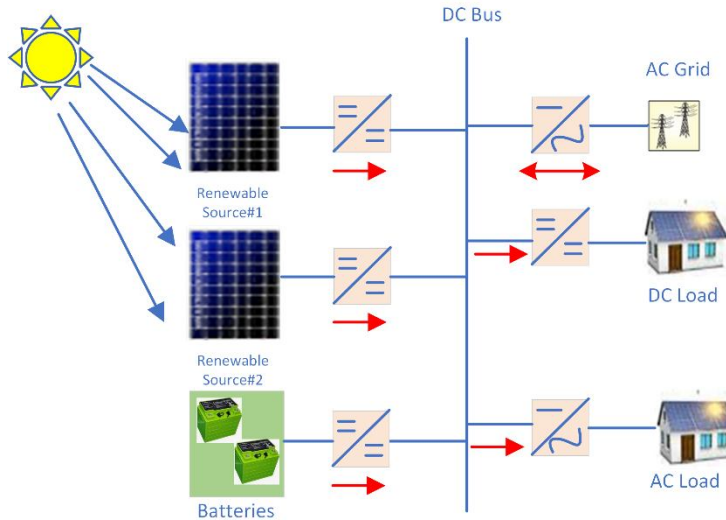 DC Bus
AC Grid
Renewable
Source#1
DC Load
Renewable
Source#2
Batteries
AC Load